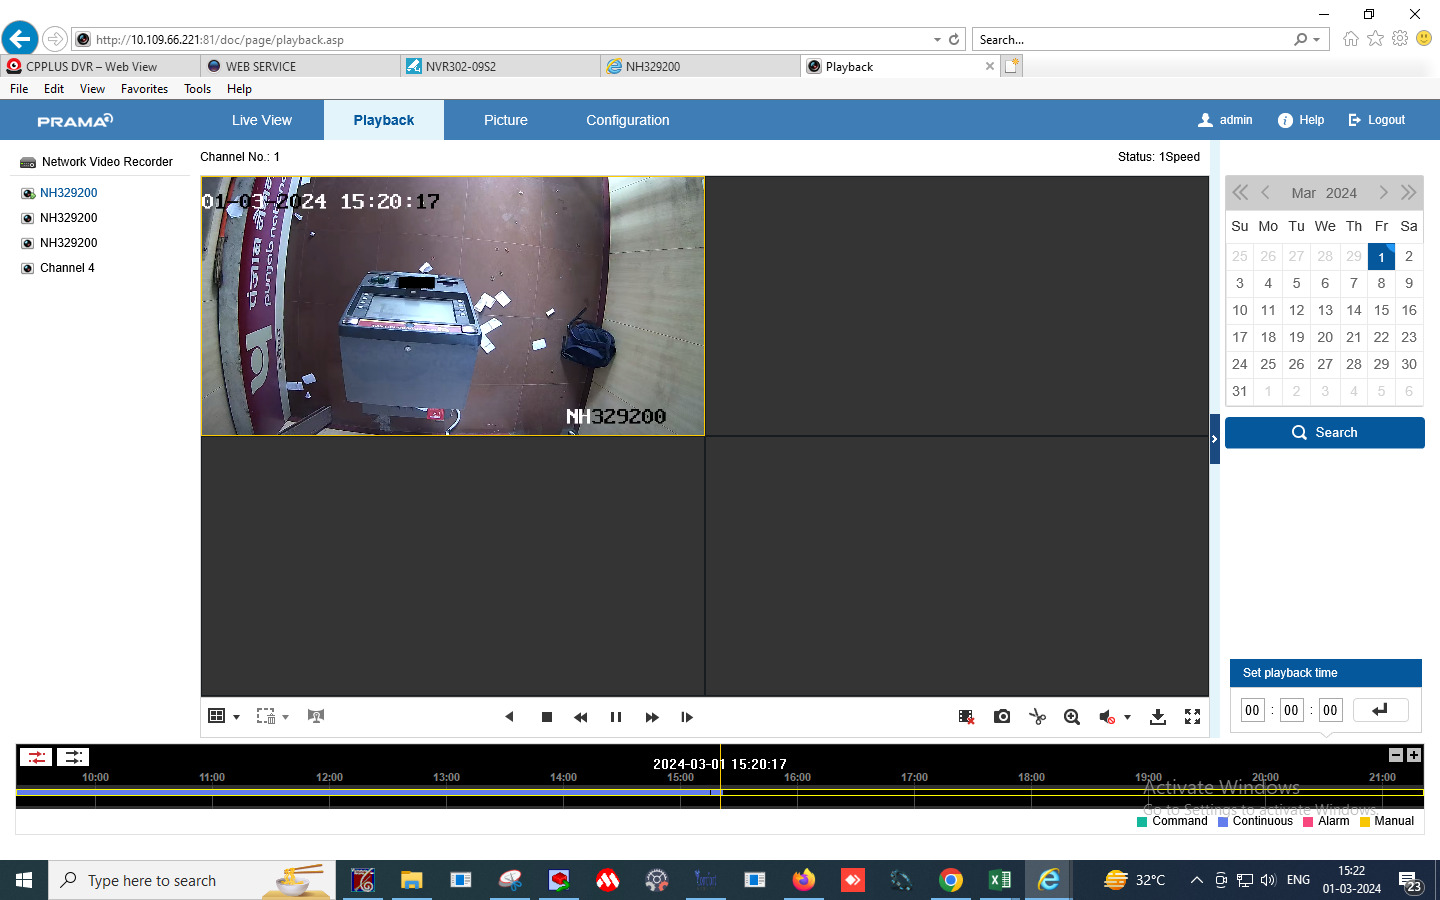 http://10.109.66.221:81/doc/page/playback.asp
Search...
CPPLUS DVR – Web View
WEB SERVICE
NVR302-09S2
NH329200
Playback
File Edit View Favorites Tools Help
PRAMA
Live View
Playback
Picture
Configuration
admin
Help
Logout
Network Video Recorder
NH329200
NH329200
NH329200
Channel 4
Channel No.: 1
Status: 1Speed
01-03-2024 15:20:17
ਪੰਜਾਬ
punjab
NH329200
Mar 2024
Su Mo Tu We Th Fr Sa
25 26 27 28 29 1 2
3 4 5 6 7 8 9
10 11 12 13 14 15 16
17 18 19 20 21 22 23
24 25 26 27 28 29 30
31 1 2 3 4 5 6
Search
Set playback time
00 : 00 : 00
2024-03-01 15:20:17
10:00 11:00 12:00 13:00 14:00 15:00 16:00 17:00 18:00 19:00 20:00 21:00
Activate Windows
Go to Settings to activate Windows.
Command Continuous Alarm Manual
Type here to search
32°C
ENG
15:22
01-03-2024
23